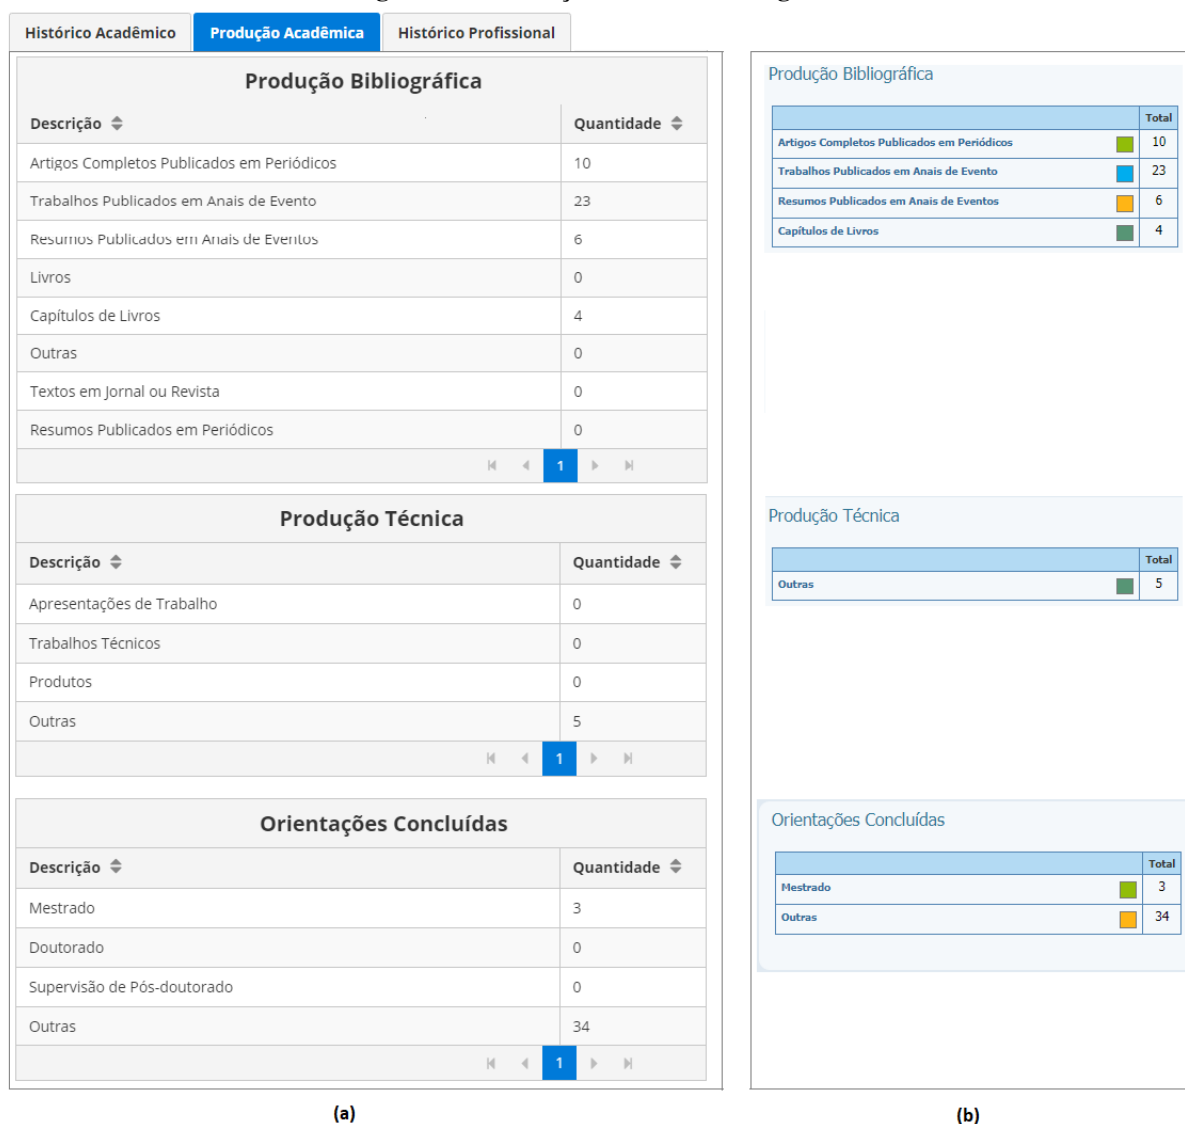 Histórico Acadêmico Produção Acadêmica Histórico Profissional
Produção Bibliográfica
Descrição Quantidade
Artigos Completos Publicados em Periódicos 10
Trabalhos Publicados em Anais de Evento 23
Resumos Publicados em Anais de Eventos 6
Livros 0
Capítulos de Livros 4
Outras 0
Textos em Jornal ou Revista 0
Resumos Publicados em Periódicos 0
1
Produção Técnica
Descrição Quantidade
Apresentações de Trabalho 0
Trabalhos Técnicos 0
Produtos 0
Outras 5
1
Orientações Concluídas
Descrição Quantidade
Mestrado 3
Doutorado 0
Supervisão de Pós-doutorado 0
Outras 34
1
(a)
Produção Bibliográfica
Total
Artigos Completos Publicados em Periódicos 10
Trabalhos Publicados em Anais de Evento 23
Resumos Publicados em Anais de Eventos 6
Capítulos de Livros 4
Produção Técnica
Total
Outras 5
Orientações Concluídas
Total
Mestrado 3
Outras 34
(b)